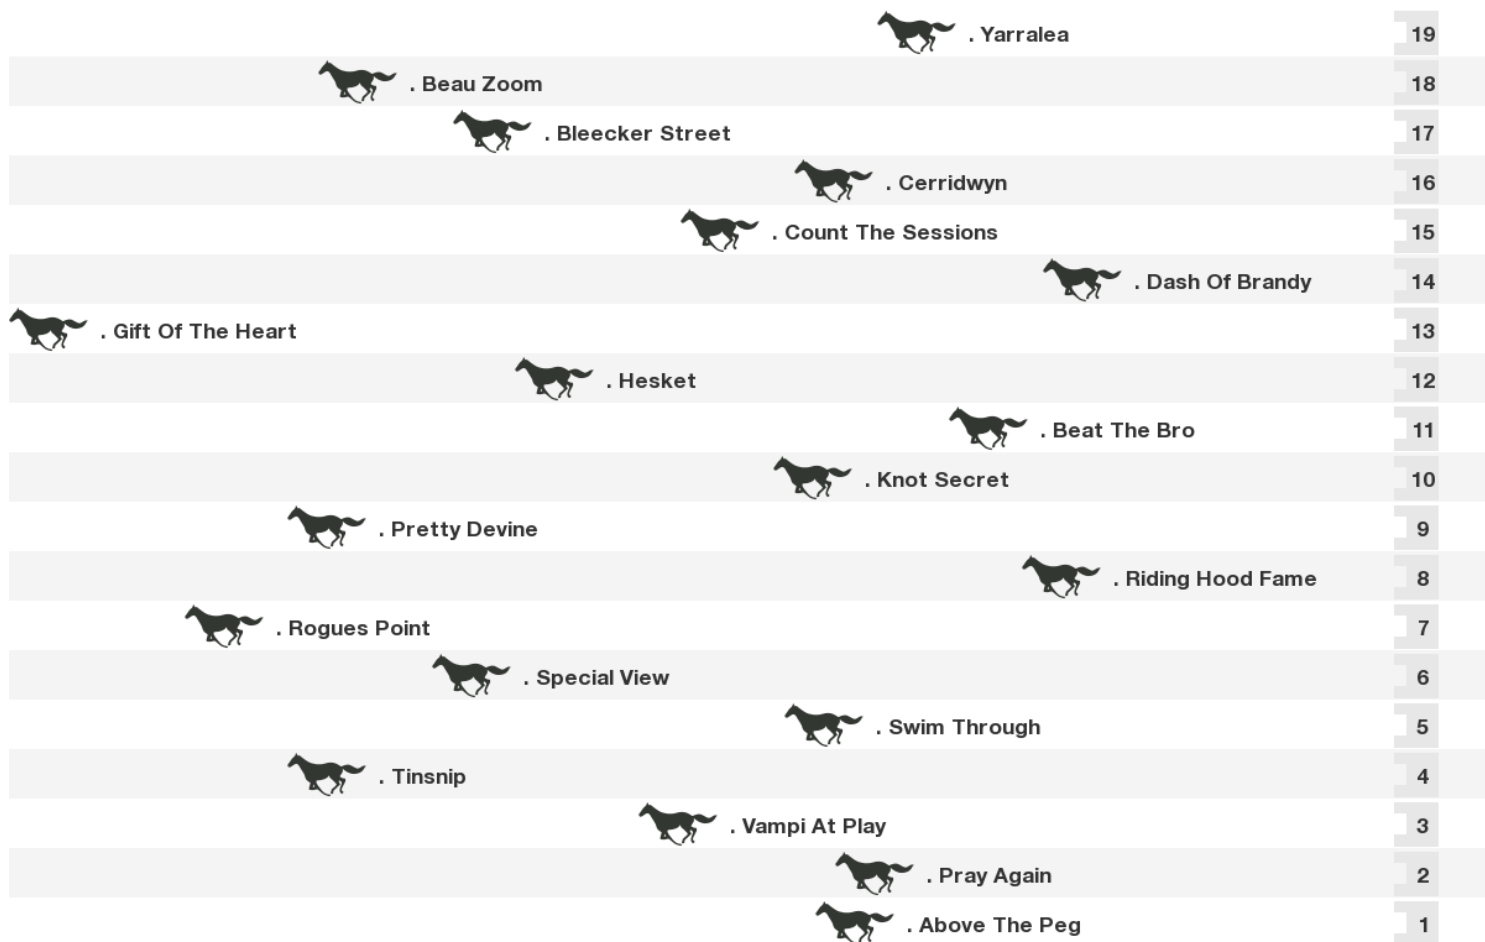 . Yarralea 19
. Beau Zoom 18
. Bleecker Street 17
. Cerridwyn 16
. Count The Sessions 15
. Dash Of Brandy 14
. Gift Of The Heart 13
. Hesket 12
. Beat The Bro 11
. Knot Secret 10
. Pretty Devine 9
. Riding Hood Fame 8
. Rogues Point 7
. Special View 6
. Swim Through 5
. Tinsnip 4
. Vampi At Play 3
. Pray Again 2
. Above The Peg 1